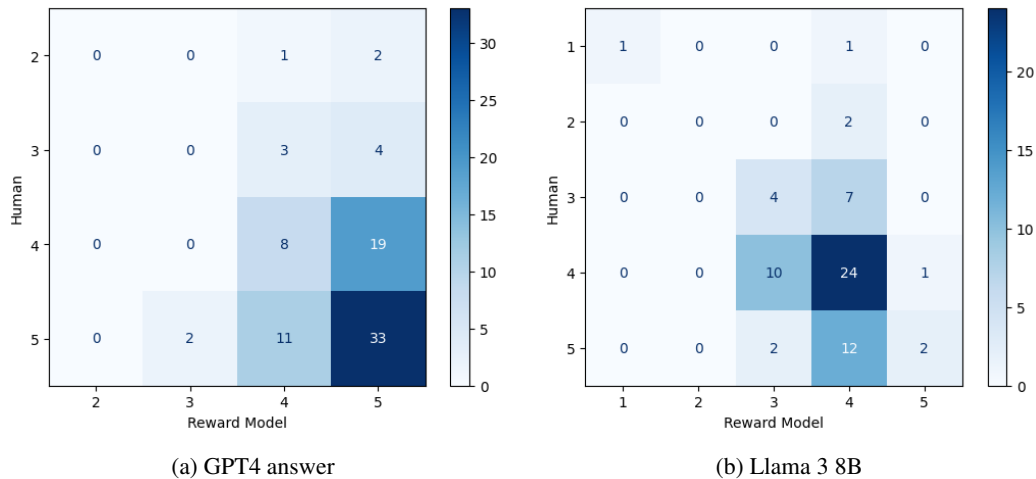 2 0 0 1 2
3 0 0 3 4
4 0 0 8 19
5 0 2 11 33
2 3 4 5
Reward Model
Human
30
25
20
15
10
5
0
(a) GPT4 answer
1 1 0 0 1 0
2 0 0 0 2 0
3 0 0 4 7 0
4 0 0 10 24 1
5 0 0 2 12 2
1 2 3 4 5
Reward Model
Human
20
15
10
5
0
(b) Llama 3 8B